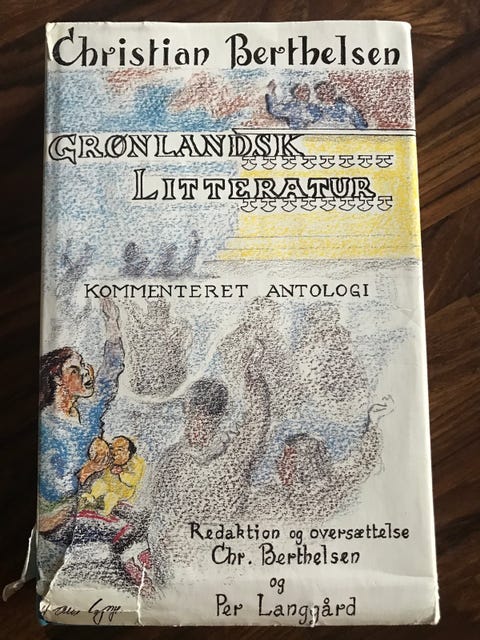 Christian Berthelsen
GRØNLANDSK
LITTERATUR
KOMMENTERET ANTOLOGI
Redaktion og oversættelse
Chr. Berthelsen
og
Per Langgård